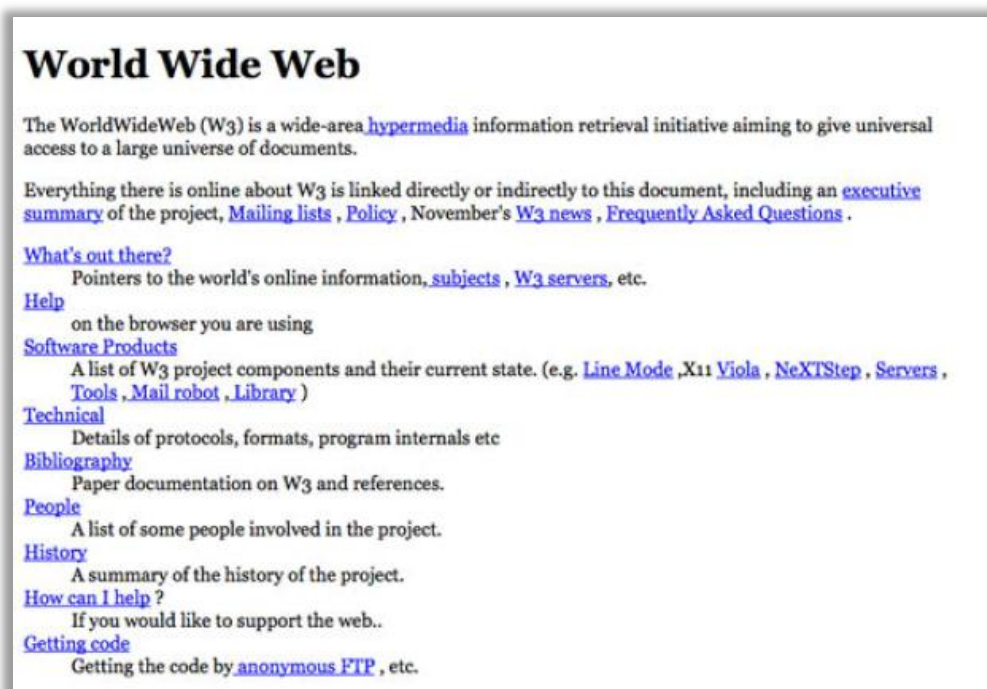 World Wide Web
The WorldWideWeb (W3) is a wide-area hypermedia information retrieval initiative aiming to give universal
access to a large universe of documents.
Everything there is online about W3 is linked directly or indirectly to this document, including an executive
summary of the project, Mailing lists , Policy , November's W3 news , Frequently Asked Questions .
What's out there?
Pointers to the world's online information, subjects , W3 servers, etc.
Help
on the browser you are using
Software Products
A list of W3 project components and their current state. (e.g. Line Mode ,X11 Viola , NeXTStep , Servers ,
Tools , Mail robot , Library )
Technical
Details of protocols, formats, program internals etc
Bibliography
Paper documentation on W3 and references.
People
A list of some people involved in the project.
History
A summary of the history of the project.
How can I help ?
If you would like to support the web..
Getting code
Getting the code by anonymous FTP , etc.